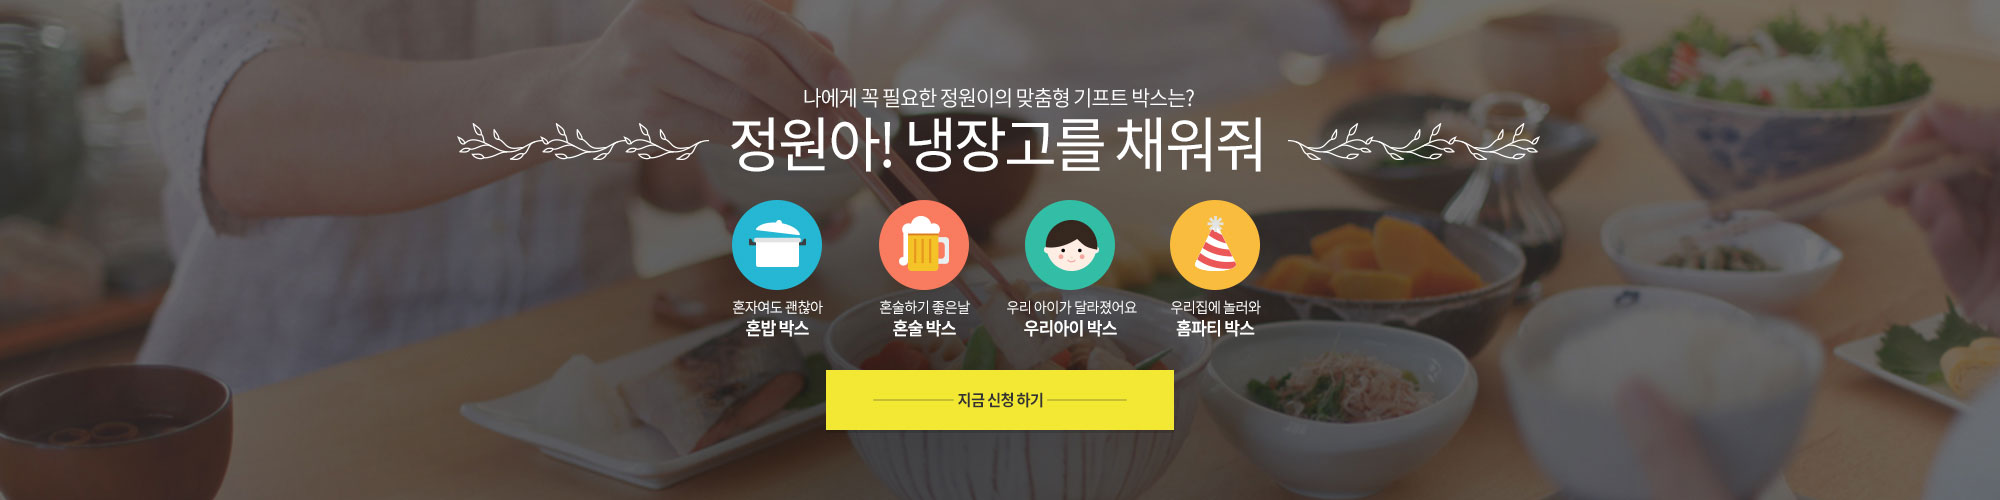 나에게 꼭 필요한 정원이의 맞춤형 기프트 박스는?
정원아! 냉장고를 채워줘
혼자여도 괜찮아
혼밥 박스
혼술하기 좋은날
혼술 박스
우리 아이가 달라졌어요
우리아이 박스
우리집에 놀러와
홈파티 박스
지금 신청 하기